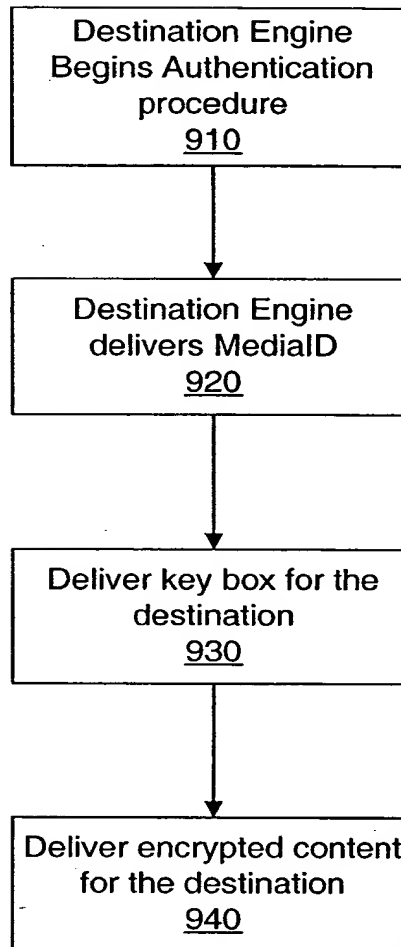 Destination Engine
Begins Authentication
procedure
910
Destination Engine
delivers MediaID
920
Deliver key box for the
destination
930
Deliver encrypted content
for the destination
940